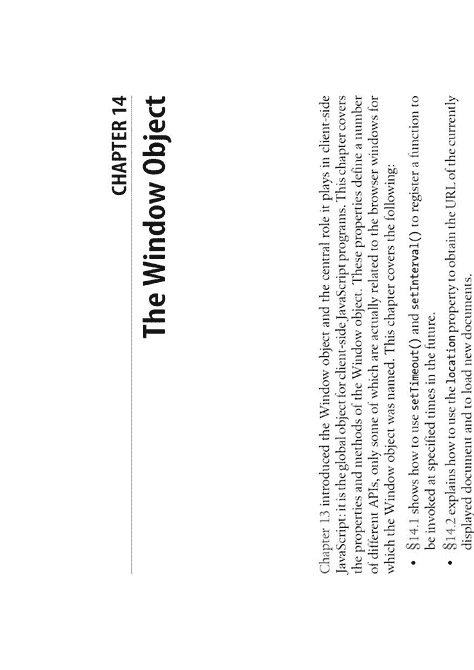 CHAPTER 14
The Window Object
Chapter 13 introduced the Window object and the central role it plays in client-side
JavaScript: it is the global object for client-side JavaScript programs. This chapter covers
the properties and methods of the Window object. These properties define a number
of different APIs, only some of which are actually related to the browser windows for
which the Window object was named. This chapter covers the following:
• §14.1 shows how to use setTimeout() and setInterval() to register a function to
be invoked at specified times in the future.
• §14.2 explains how to use the location property to obtain the URL of the currently
displayed document and to load new documents.